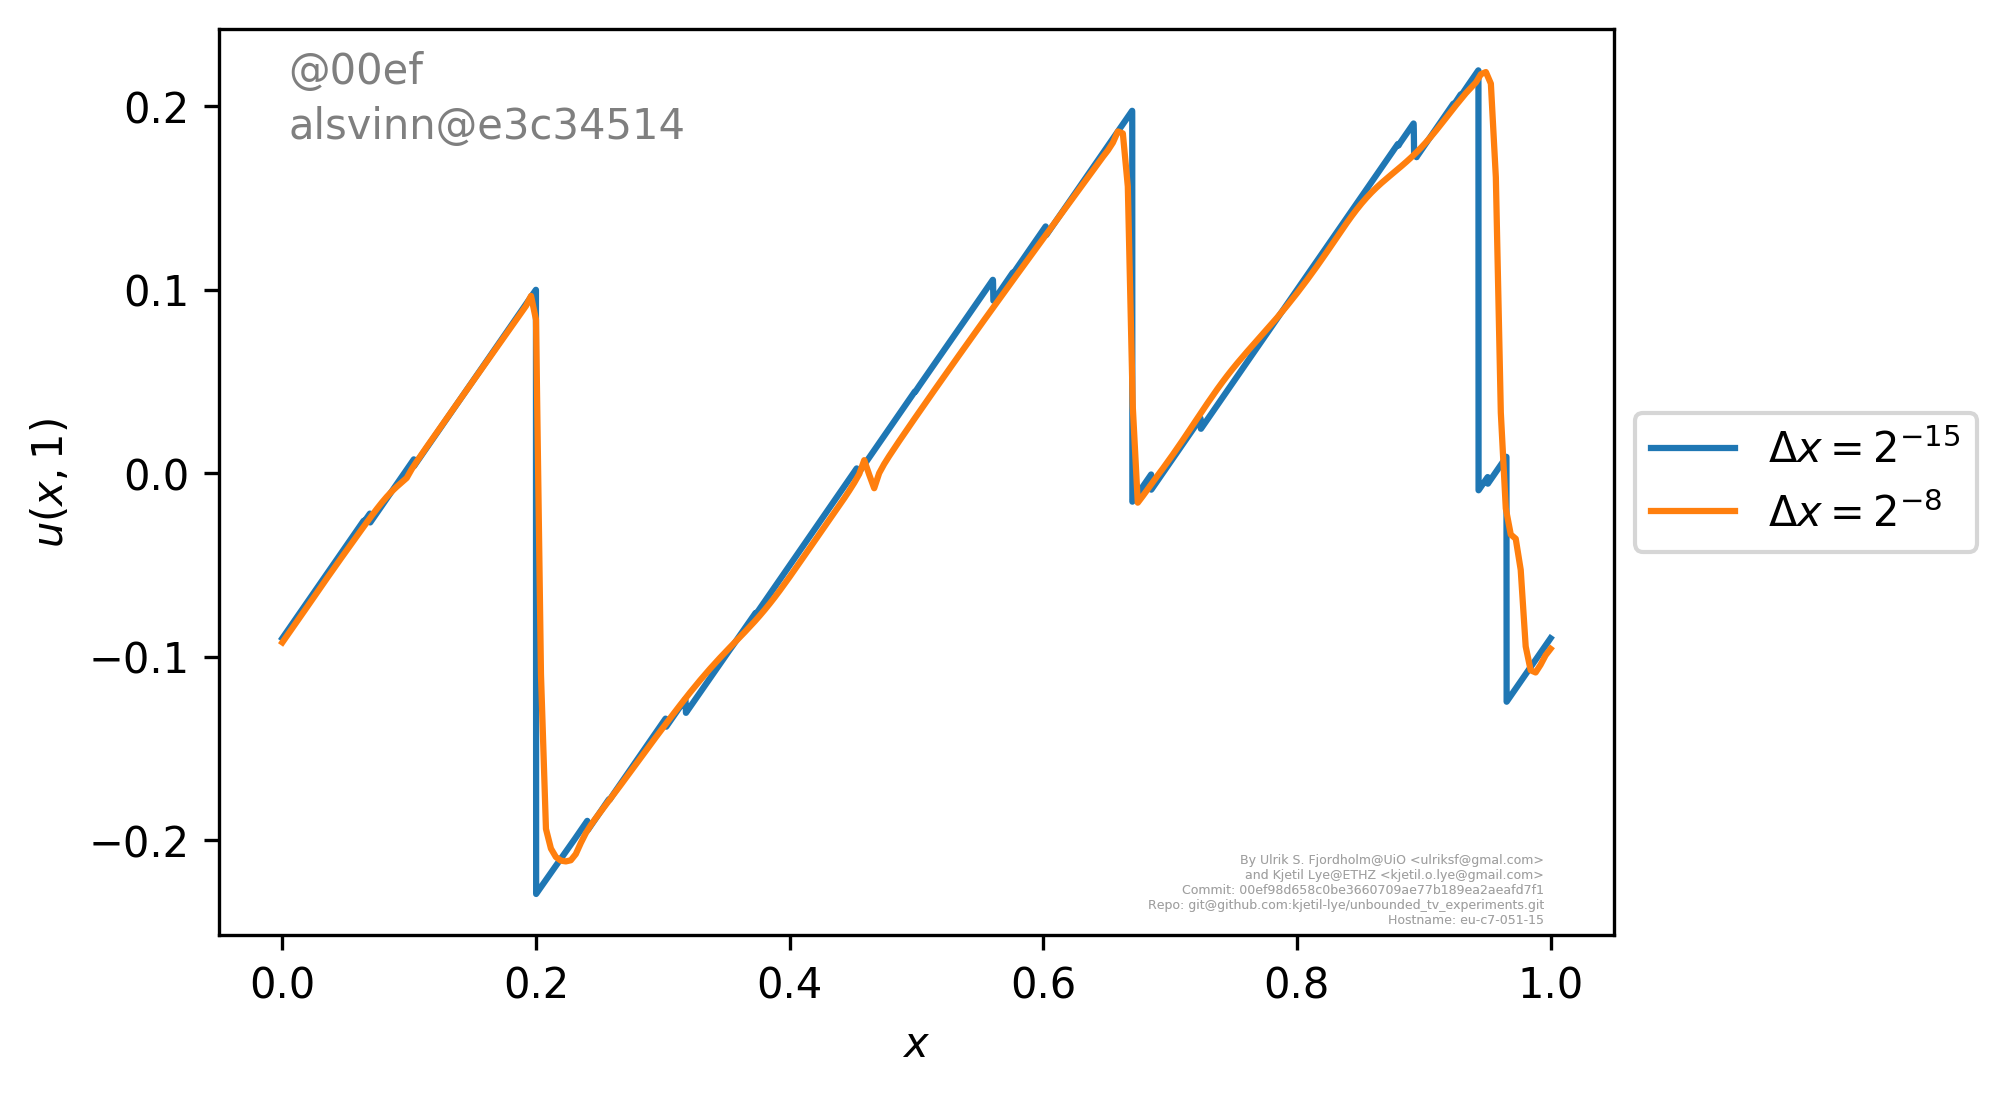 @00ef
alsvinn@e3c34514
0.2
0.1
0.0
−0.1
−0.2
u(x, 1)
Δx = 2⁻¹⁵
Δx = 2⁻⁸
By Ulrik S. Fjordholm@UiO <ulriksf@gmal.com>
and Kjetil Lye@ETHZ <kjetil.o.lye@gmail.com>
Commit: 00ef98d658c0be3660709ae77b189ea2aeafd7f1
Repo: git@github.com:kjetil-lye/unbounded_tv_experiments.git
Hostname: eu-c7-051-15
0.0 0.2 0.4 0.6 0.8 1.0
x